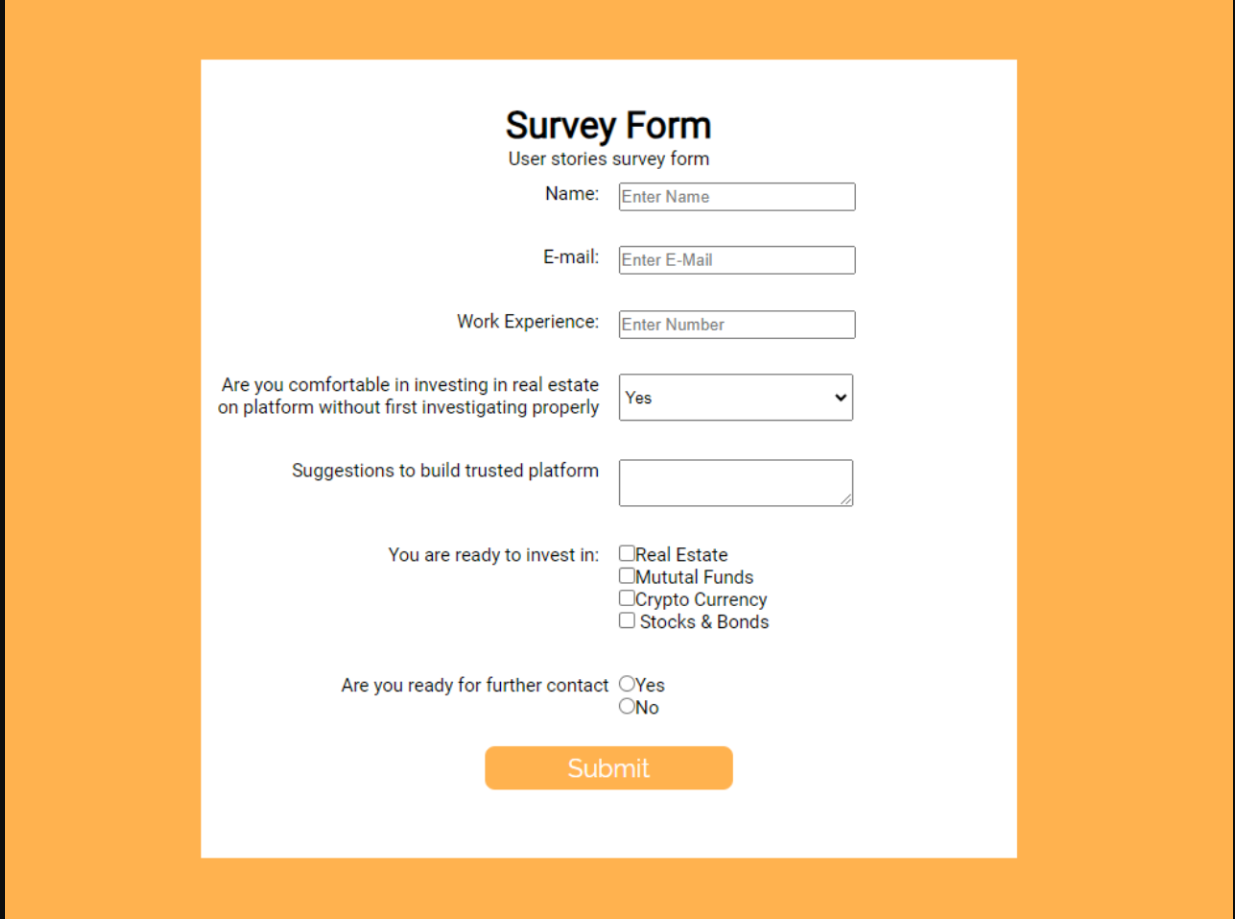 Survey Form
User stories survey form
Name: Enter Name
E-mail: Enter E-Mail
Work Experience: Enter Number
Are you comfortable in investing in real estate
on platform without first investigating properly
Yes
Suggestions to build trusted platform
You are ready to invest in: Real Estate
Mututal Funds
Crypto Currency
Stocks & Bonds
Are you ready for further contact Yes
No
Submit